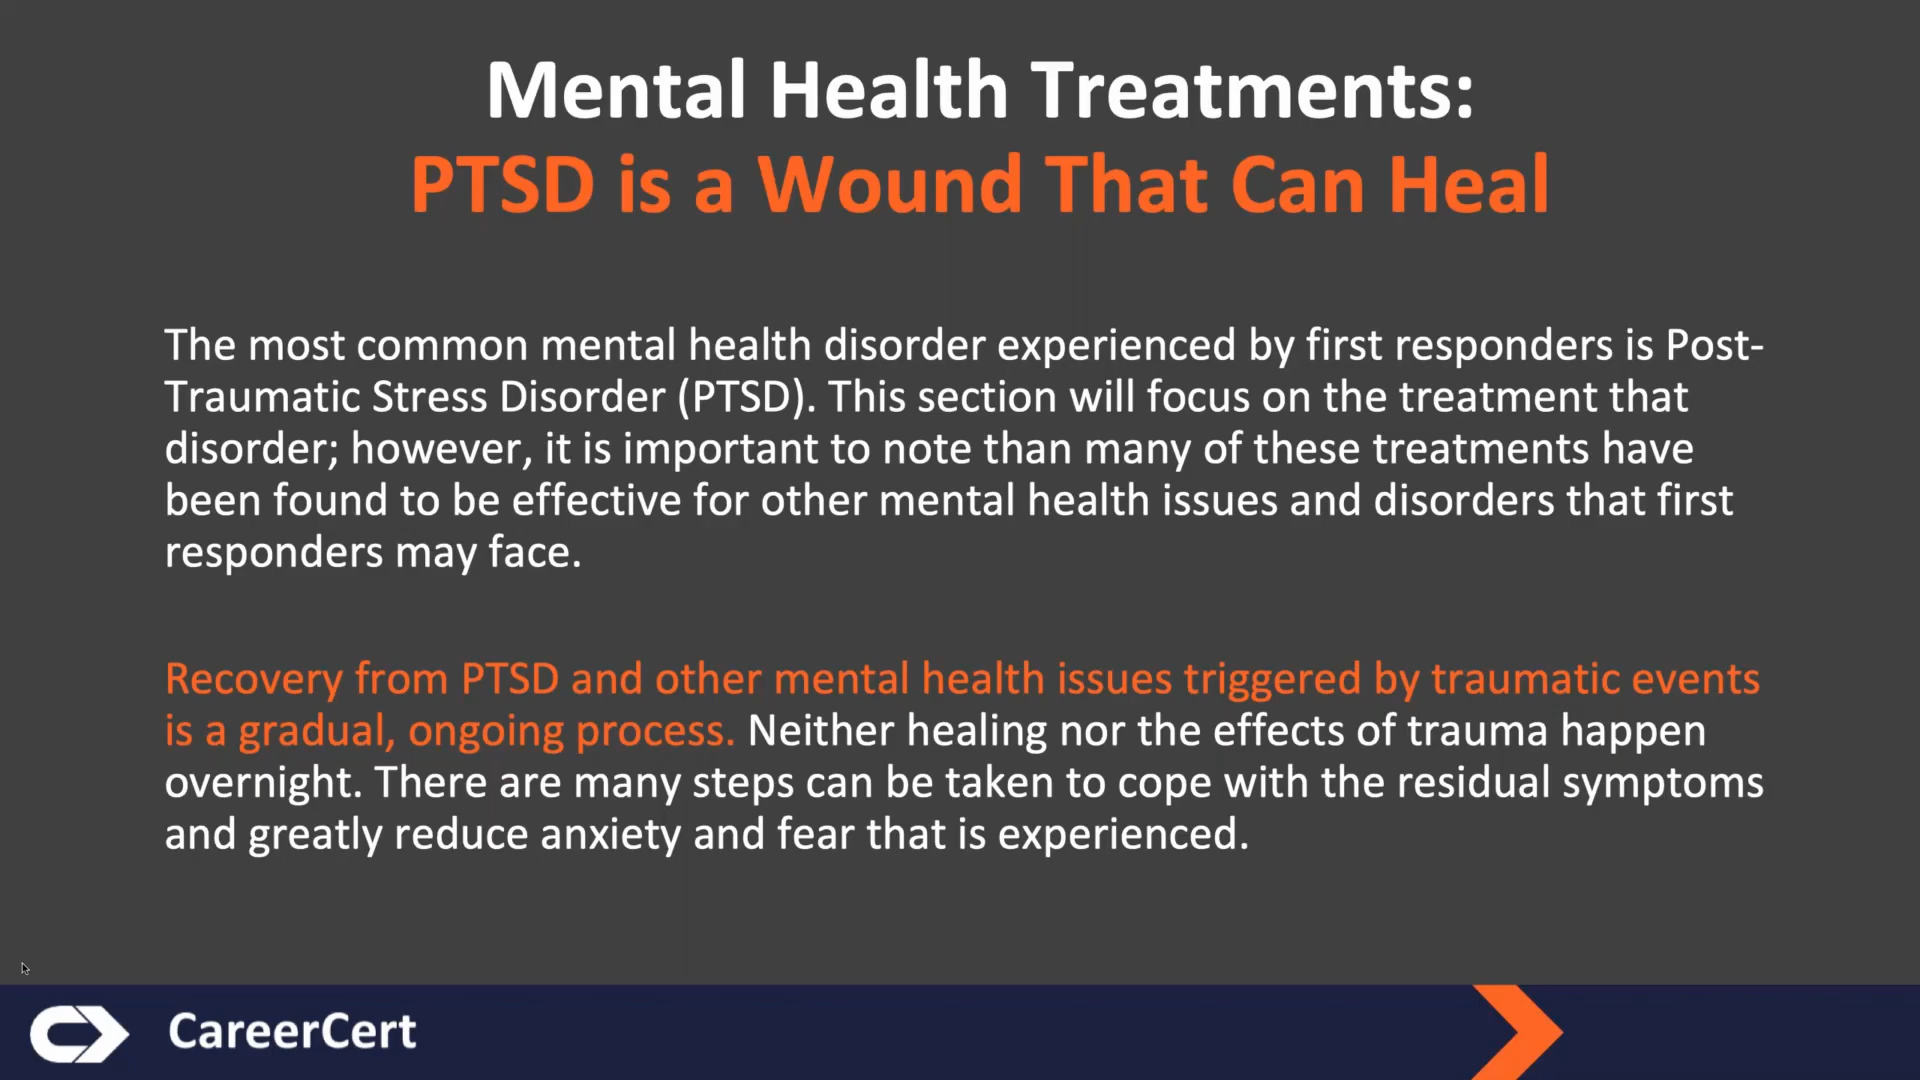 Mental Health Treatments:
PTSD is a Wound That Can Heal
The most common mental health disorder experienced by first responders is Post-
Traumatic Stress Disorder (PTSD). This section will focus on the treatment that
disorder; however, it is important to note than many of these treatments have
been found to be effective for other mental health issues and disorders that first
responders may face.
Recovery from PTSD and other mental health issues triggered by traumatic events
is a gradual, ongoing process. Neither healing nor the effects of trauma happen
overnight. There are many steps can be taken to cope with the residual symptoms
and greatly reduce anxiety and fear that is experienced.
CareerCert